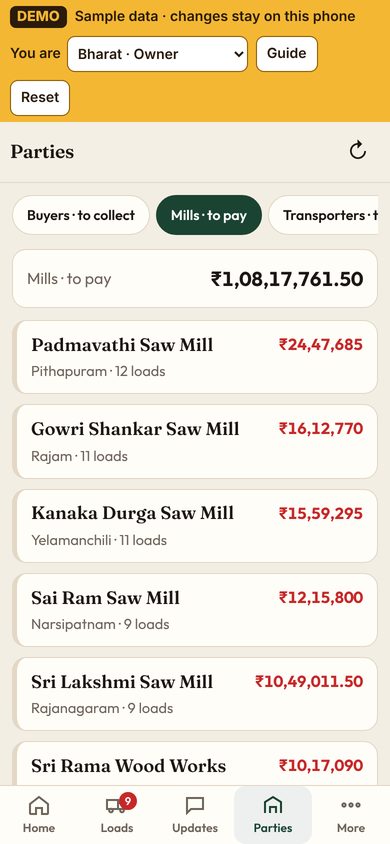 DEMO Sample data · changes stay on this phone
You are Bharat · Owner Guide
Reset
Parties
Buyers · to collect Mills · to pay Transporters · t
Mills · to pay ₹1,08,17,761.50
Padmavathi Saw Mill ₹24,47,685
Pithapuram · 12 loads
Gowri Shankar Saw Mill ₹16,12,770
Rajam · 11 loads
Kanaka Durga Saw Mill ₹15,59,295
Yelamanchili · 11 loads
Sai Ram Saw Mill ₹12,15,800
Narsipatnam · 9 loads
Sri Lakshmi Saw Mill ₹10,49,011.50
Rajanagaram · 9 loads
Sri Rama Wood Works ₹10,17,090
9
Home Loads Updates Parties More